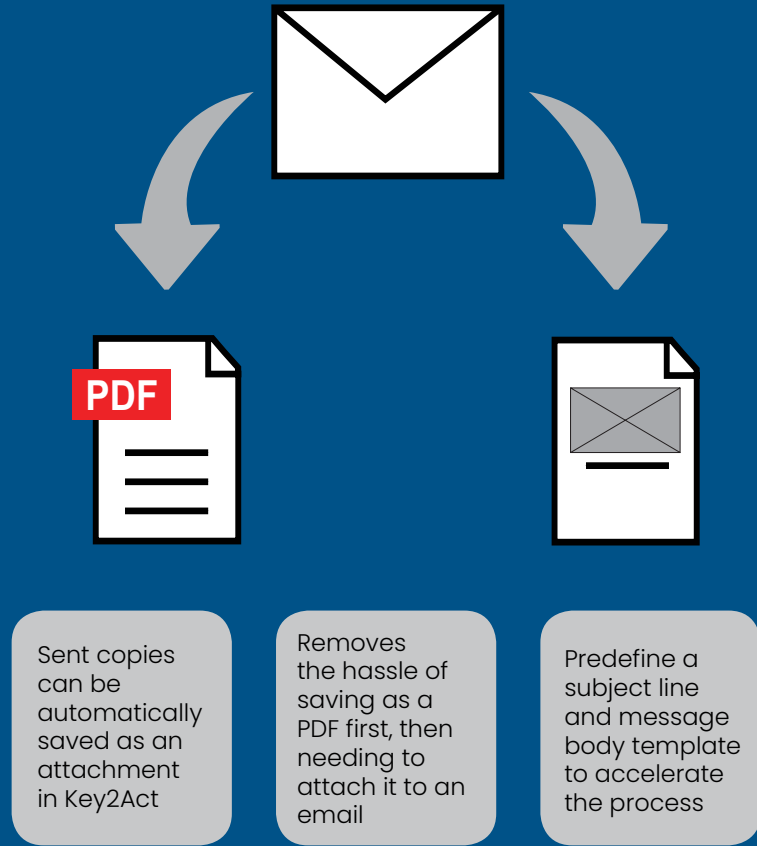 PDF
Sent copies
can be
automatically
saved as an
attachment
in Key2Act
Removes
the hassle of
saving as a
PDF first, then
needing to
attach it to an
email
Predefine a
subject line
and message
body template
to accelerate
the process